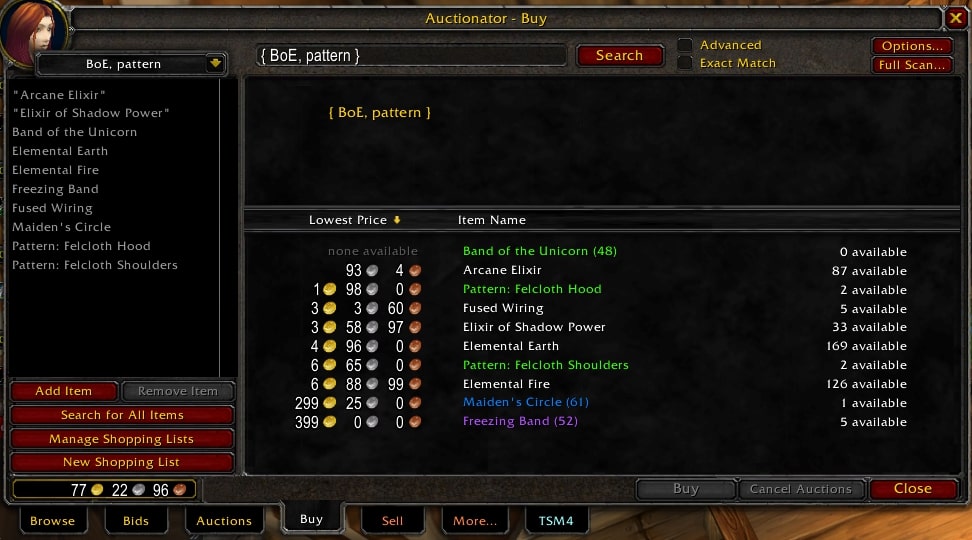 Auctionator - Buy
BoE, pattern
{ BoE, pattern }
Search
Advanced
Exact Match
Options...
Full Scan...
"Arcane Elixir"
"Elixir of Shadow Power"
Band of the Unicorn
Elemental Earth
Elemental Fire
Freezing Band
Fused Wiring
Maiden's Circle
Pattern: Felcloth Hood
Pattern: Felcloth Shoulders
{ BoE, pattern }
Lowest Price Item Name
none available Band of the Unicorn (48) 0 available
93 4 Arcane Elixir 87 available
1 98 0 Pattern: Felcloth Hood 2 available
3 3 60 Fused Wiring 5 available
3 58 97 Elixir of Shadow Power 33 available
4 96 0 Elemental Earth 169 available
6 65 0 Pattern: Felcloth Shoulders 2 available
6 88 99 Elemental Fire 126 available
299 25 0 Maiden's Circle (61) 1 available
399 0 0 Freezing Band (52) 5 available
Add Item Remove Item
Search for All Items
Manage Shopping Lists
New Shopping List
77 22 96
Buy Cancel Auctions Close
Browse Bids Auctions Buy Sell More... TSM4